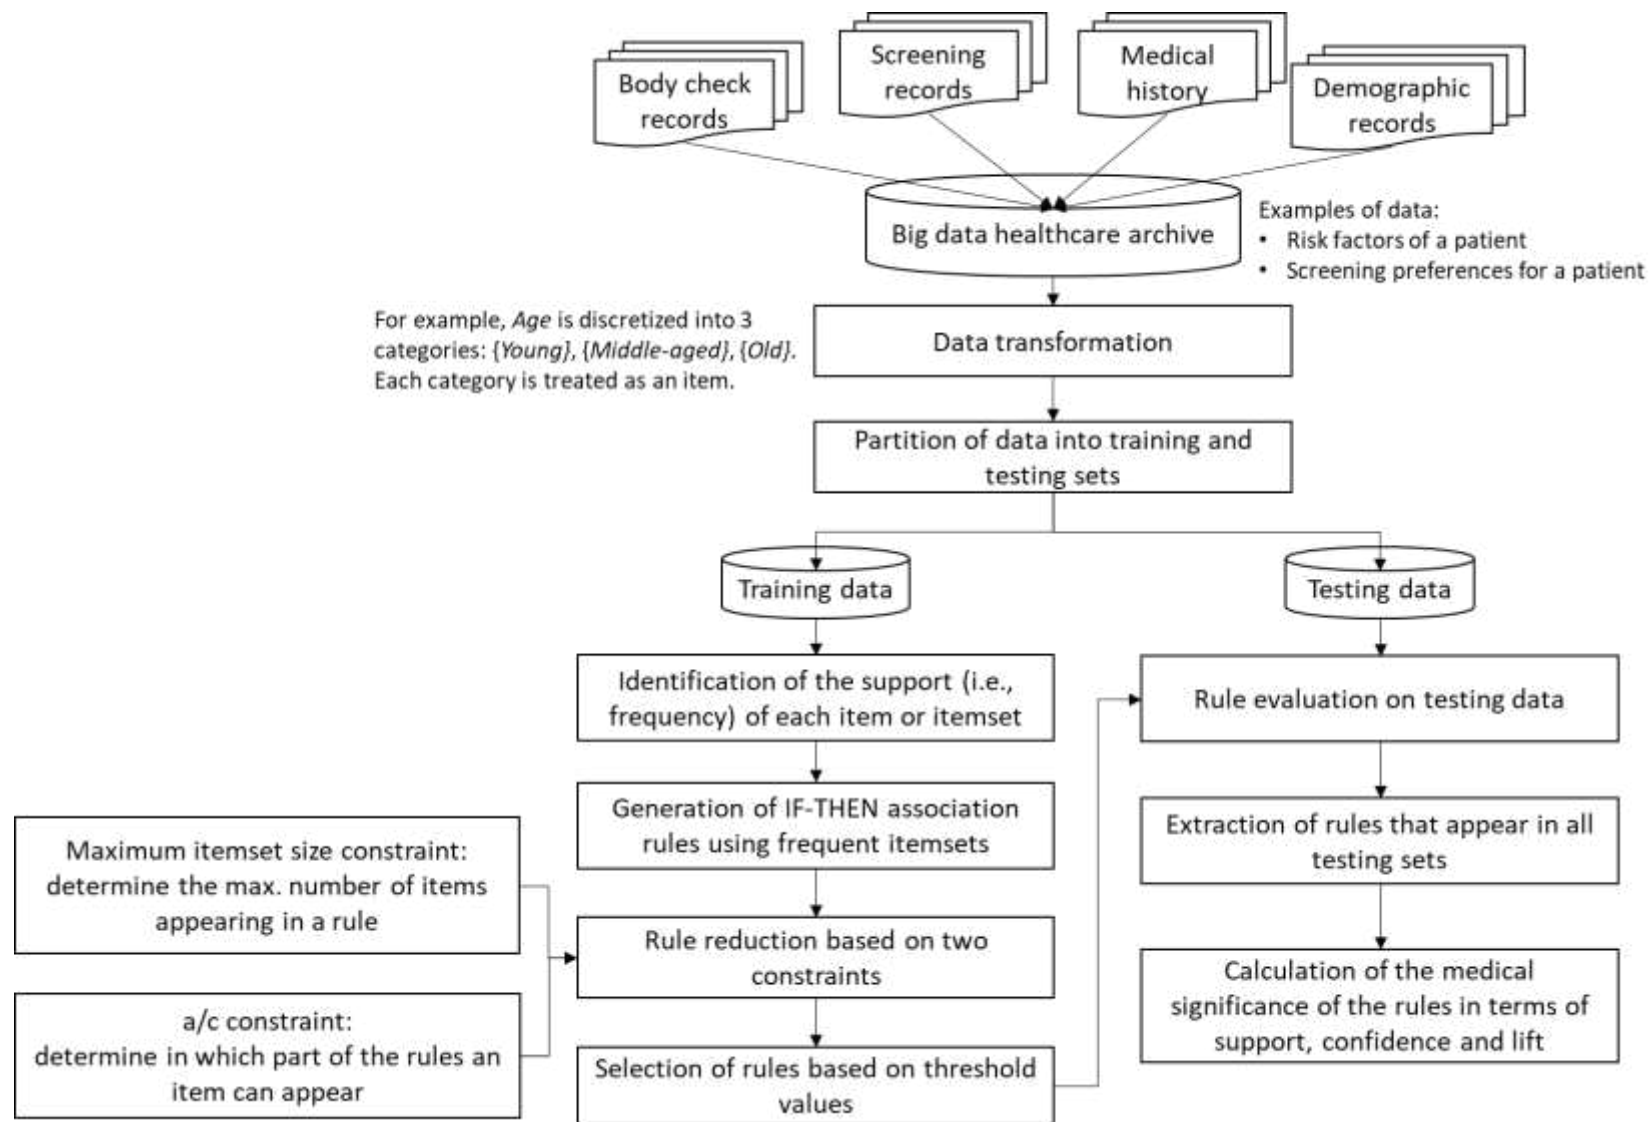 Body check
records
Screening
records
Medical
history
Demographic
records
Big data healthcare archive
Examples of data:
• Risk factors of a patient
• Screening preferences for a patient
For example, Age is discretized into 3
categories: {Young}, {Middle-aged}, {Old}.
Each category is treated as an item.
Data transformation
Partition of data into training and
testing sets
Training data
Testing data
Identification of the support (i.e.,
frequency) of each item or itemset
Rule evaluation on testing data
Generation of IF-THEN association
rules using frequent itemsets
Extraction of rules that appear in all
testing sets
Maximum itemset size constraint:
determine the max. number of items
appearing in a rule
Rule reduction based on two
constraints
Calculation of the medical
significance of the rules in terms of
support, confidence and lift
a/c constraint:
determine in which part of the rules an
item can appear
Selection of rules based on threshold
values